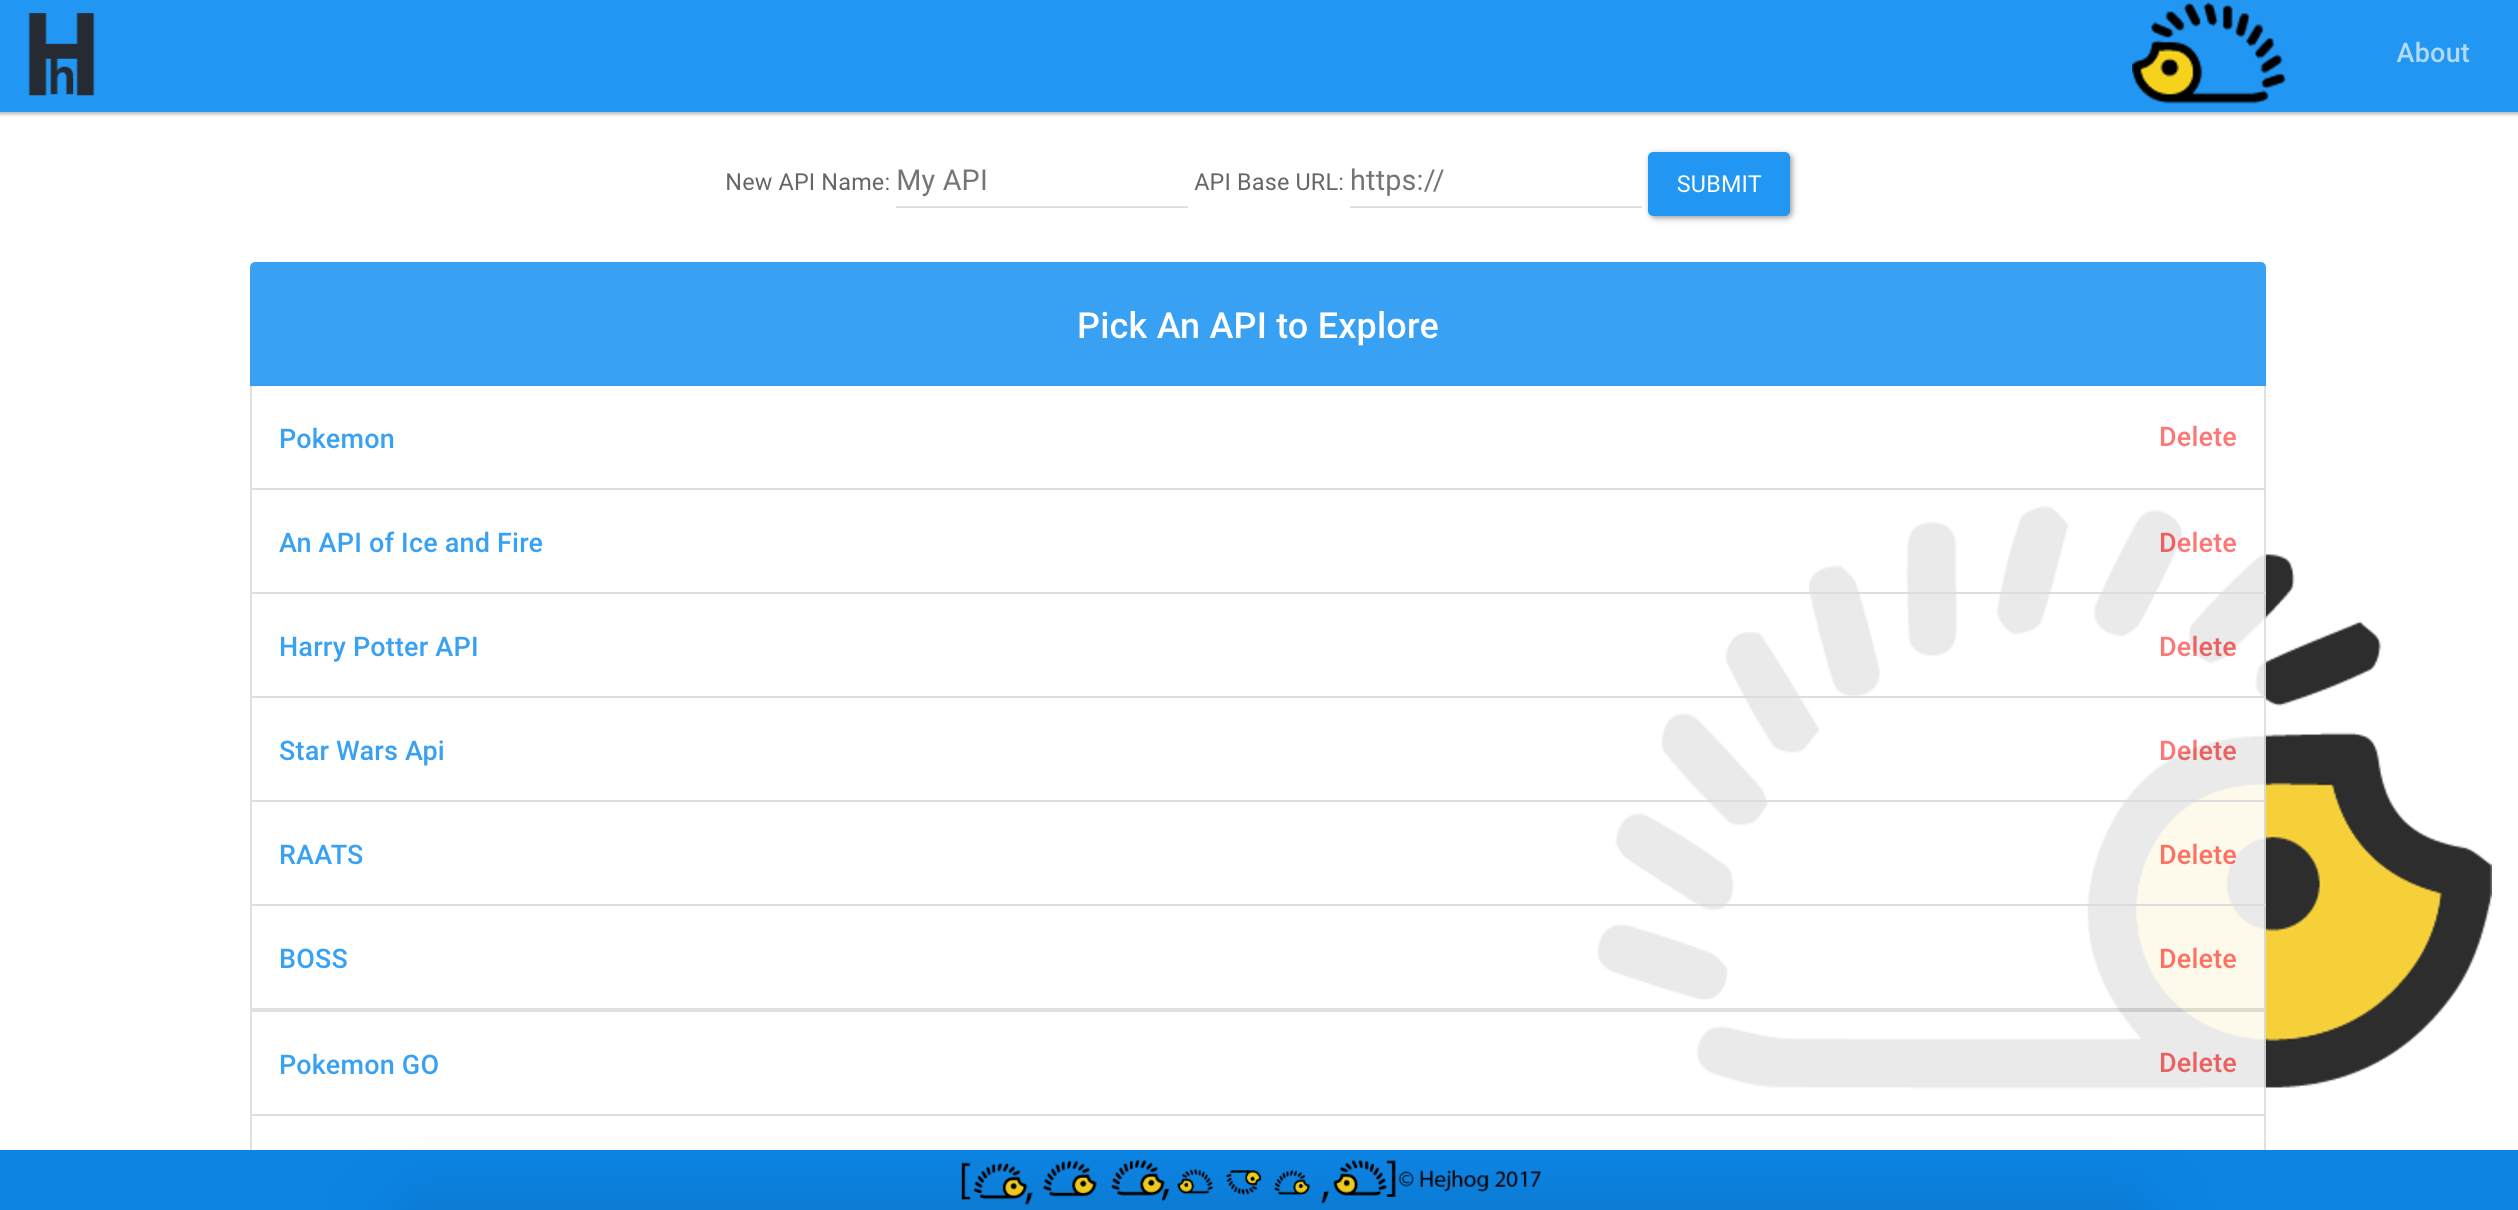 Hh
About
New API Name: My API API Base URL: https:// SUBMIT
Pick An API to Explore
Pokemon Delete
An API of Ice and Fire Delete
Harry Potter API Delete
Star Wars Api Delete
RAATS Delete
BOSS Delete
Pokemon GO Delete
[ , , , ]© Hejhog 2017